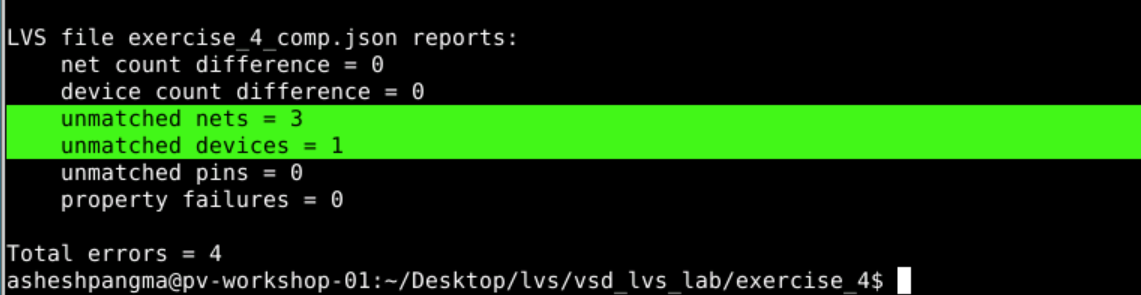 LVS file exercise_4_comp.json reports:
net count difference = 0
device count difference = 0
unmatched nets = 3
unmatched devices = 1
unmatched pins = 0
property failures = 0
Total errors = 4
asheshpangma@pv-workshop-01:~/Desktop/lvs/vsd_lvs_lab/exercise_4$